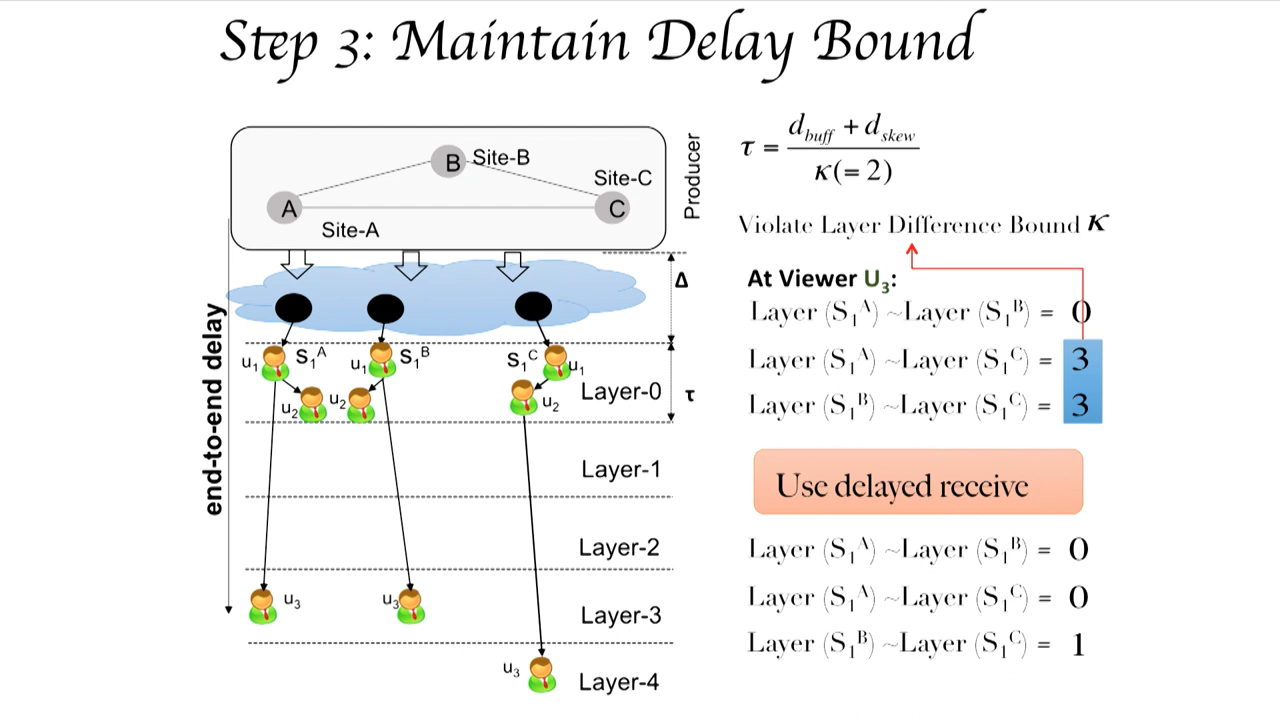 Step 3: Maintain Delay Bound
B Site-B
Site-C
A
C
Site-A
Producer
Δ
end-to-end delay
u₁ S₁ᴬ
u₁ S₁ᴮ
S₁ꟲ u₁
u₂
u₂
u₂
Layer-0
τ
Layer-1
Layer-2
u₃
u₃
Layer-3
u₃
Layer-4
τ = (d_buff + d_skew) / κ(= 2)
Violate Layer Difference Bound κ
At Viewer U₃:
Layer (S₁ᴬ) ~Layer (S₁ᴮ) = 0
Layer (S₁ᴬ) ~Layer (S₁ꟲ) = 3
Layer (S₁ᴮ) ~Layer (S₁ꟲ) = 3
Use delayed receive
Layer (S₁ᴬ) ~Layer (S₁ᴮ) = 0
Layer (S₁ᴬ) ~Layer (S₁ꟲ) = 0
Layer (S₁ᴮ) ~Layer (S₁ꟲ) = 1